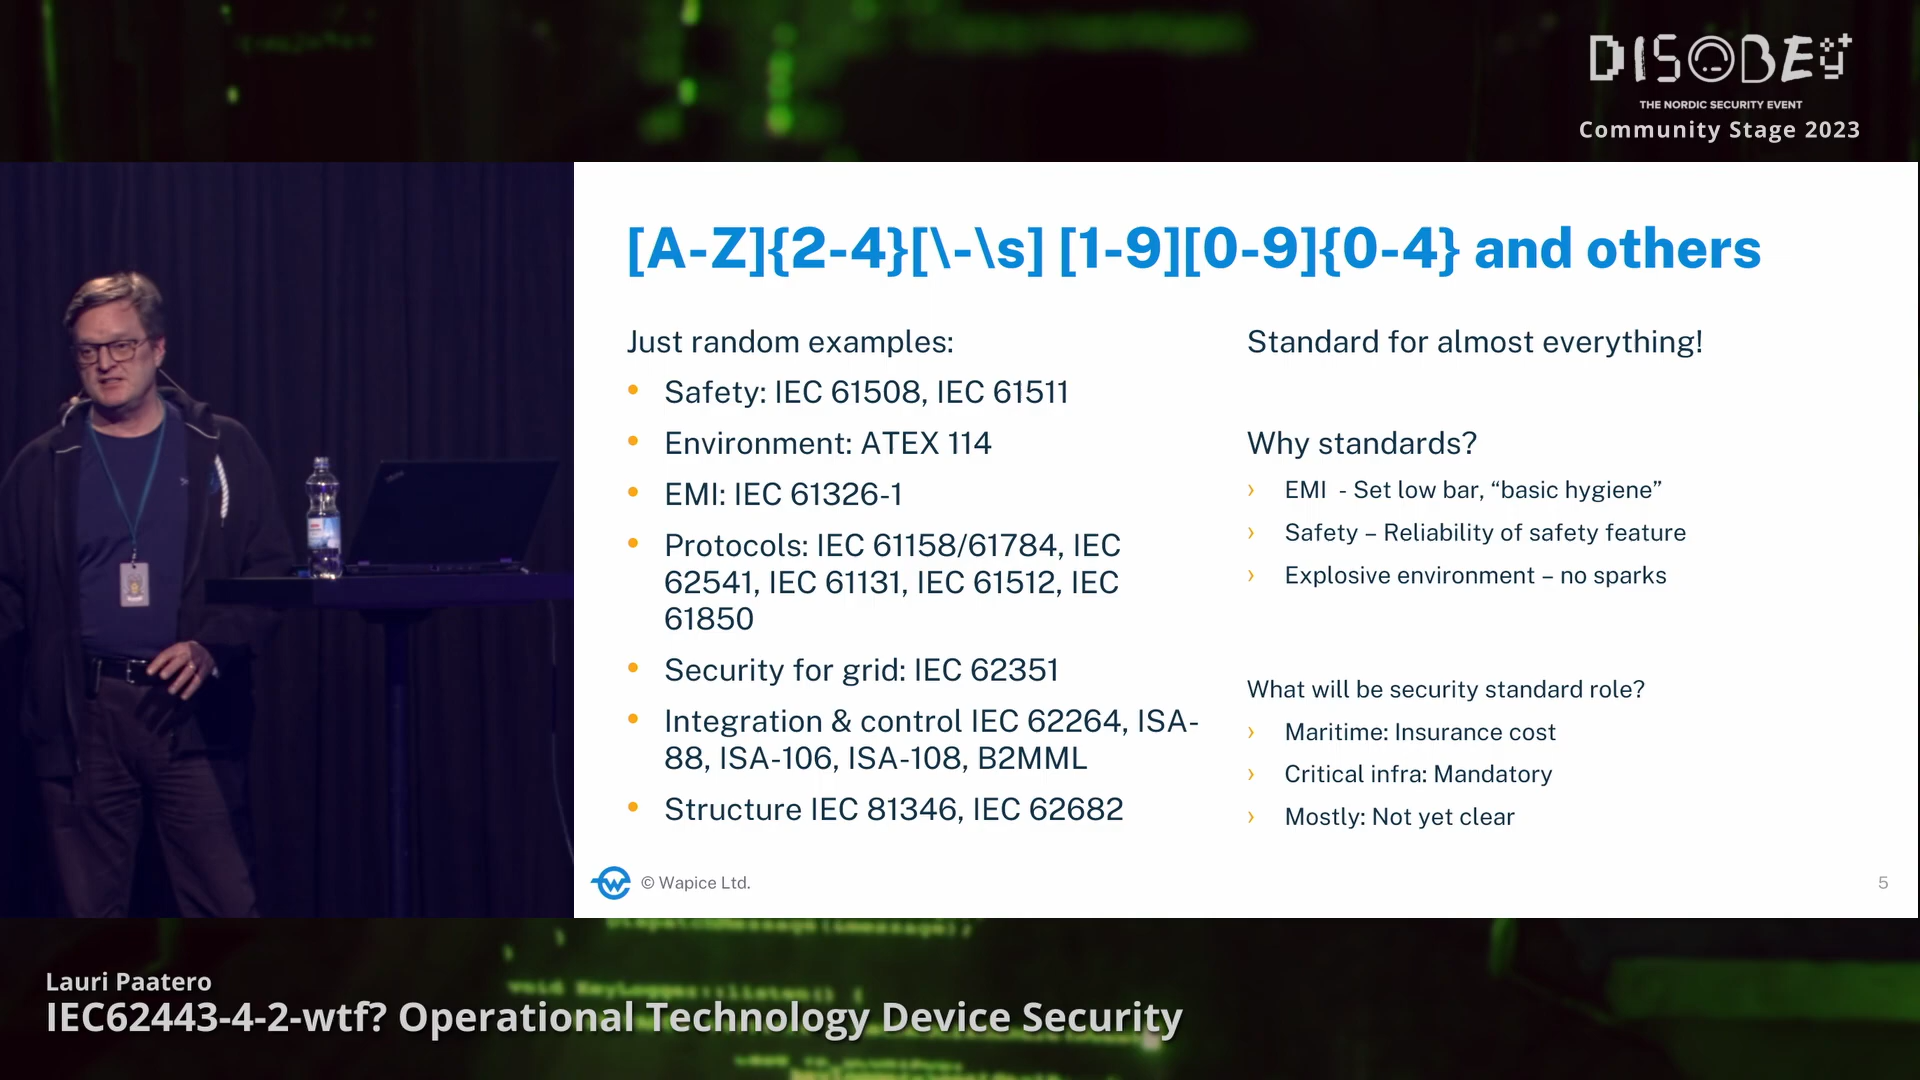 DISOBEY
THE NORDIC SECURITY EVENT
Community Stage 2023
[A-Z]{2-4}[\-\s] [1-9][0-9]{0-4} and others
Just random examples:
• Safety: IEC 61508, IEC 61511
• Environment: ATEX 114
• EMI: IEC 61326-1
• Protocols: IEC 61158/61784, IEC
62541, IEC 61131, IEC 61512, IEC
61850
• Security for grid: IEC 62351
• Integration & control IEC 62264, ISA-
88, ISA-106, ISA-108, B2MML
• Structure IEC 81346, IEC 62682
Standard for almost everything!
Why standards?
› EMI - Set low bar, “basic hygiene”
› Safety – Reliability of safety feature
› Explosive environment – no sparks
What will be security standard role?
› Maritime: Insurance cost
› Critical infra: Mandatory
› Mostly: Not yet clear
© Wapice Ltd.
5
void KeyLogger::listen() {
Lauri Paatero
IEC62443-4-2-wtf? Operational Technology Device Security